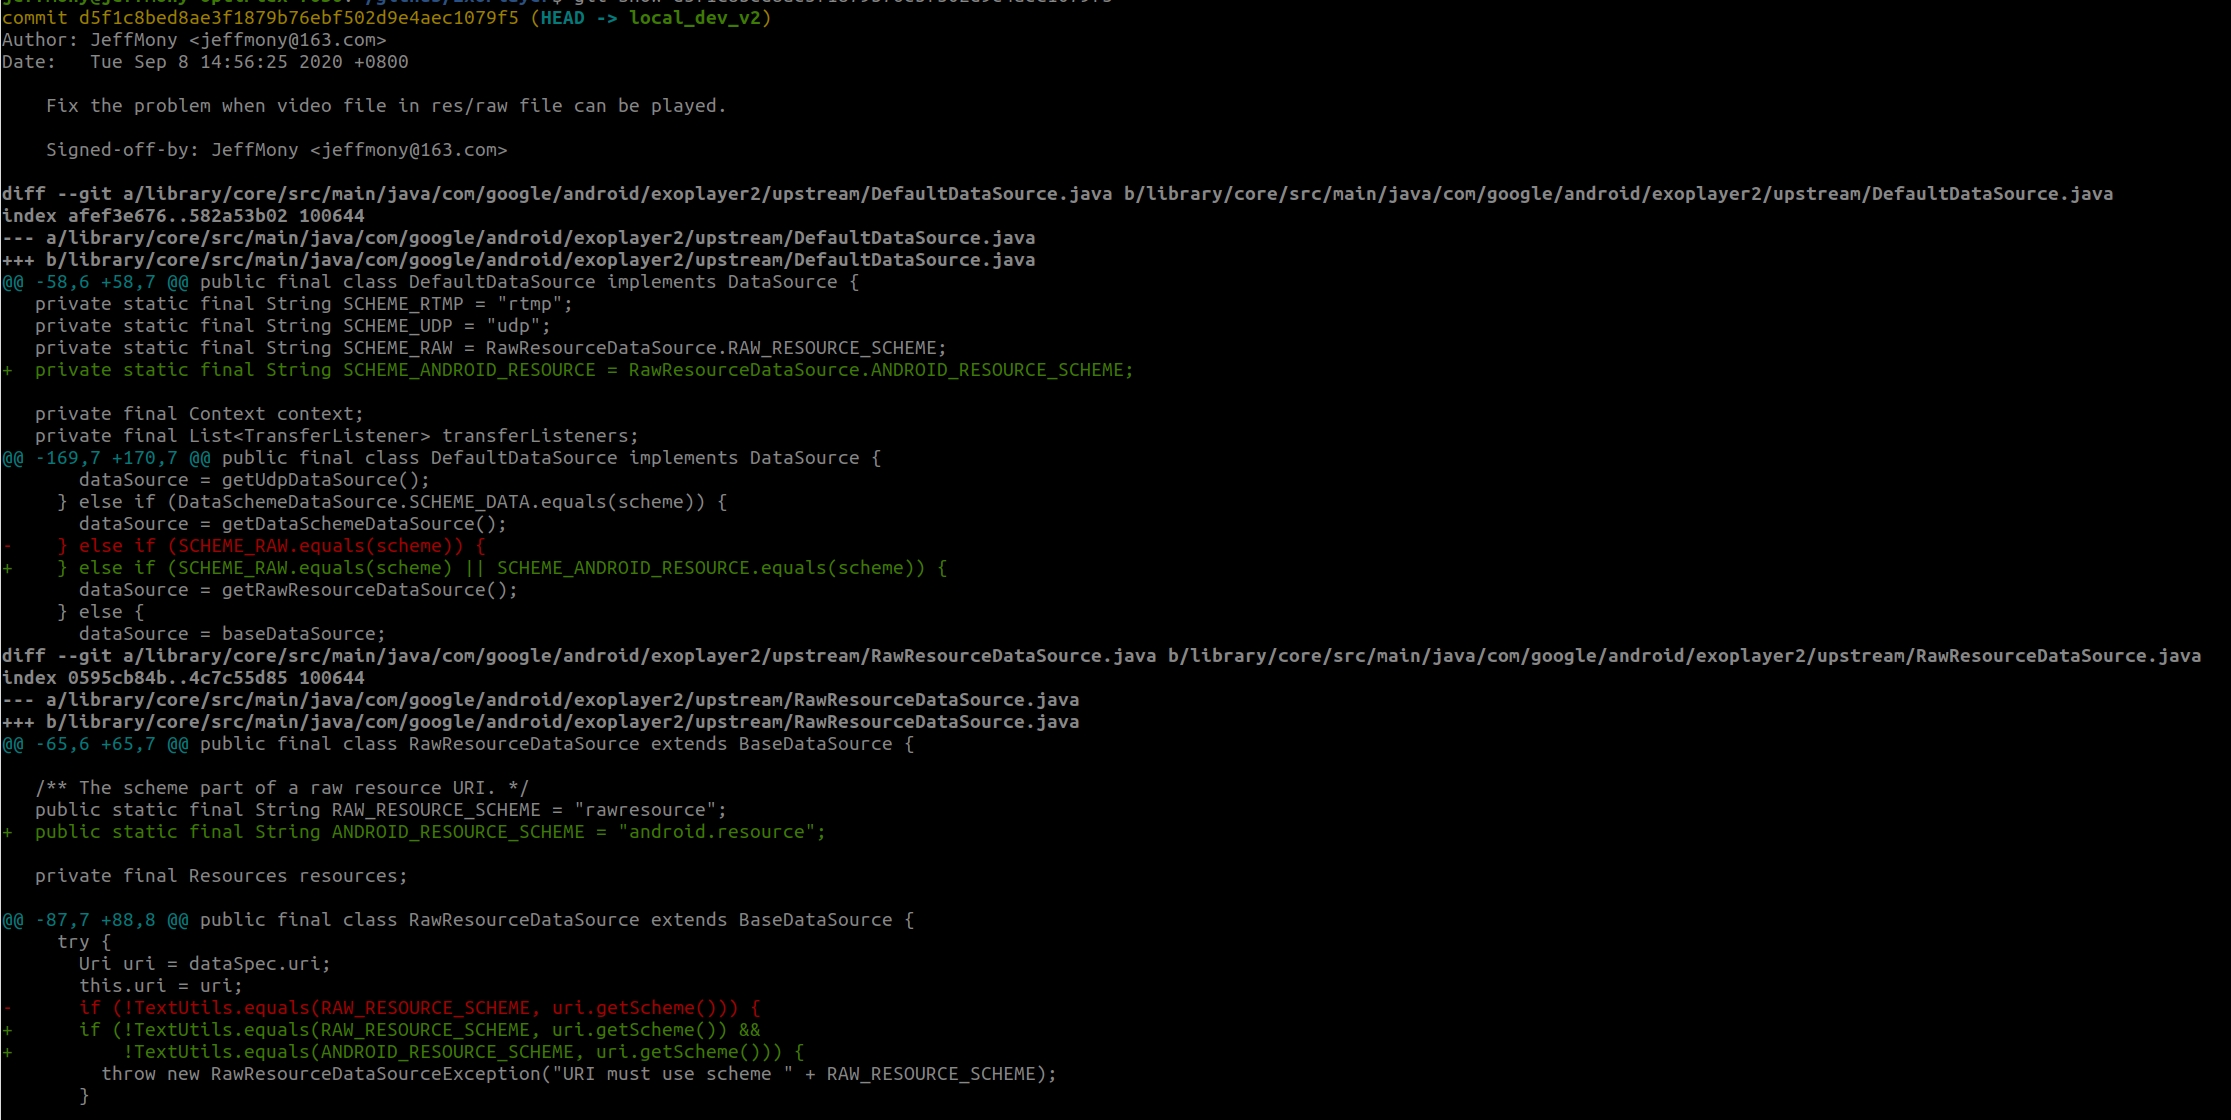 commit d5f1c8bed8ae3f1879b76ebf502d9e4aec1079f5 (HEAD -> local_dev_v2)
Author: JeffMony <jeffmony@163.com>
Date:   Tue Sep 8 14:56:25 2020 +0800

    Fix the problem when video file in res/raw file can be played.

    Signed-off-by: JeffMony <jeffmony@163.com>

diff --git a/library/core/src/main/java/com/google/android/exoplayer2/upstream/DefaultDataSource.java b/library/core/src/main/java/com/google/android/exoplayer2/upstream/DefaultDataSource.java
index afef3e676..582a53b02 100644
--- a/library/core/src/main/java/com/google/android/exoplayer2/upstream/DefaultDataSource.java
+++ b/library/core/src/main/java/com/google/android/exoplayer2/upstream/DefaultDataSource.java
@@ -58,6 +58,7 @@ public final class DefaultDataSource implements DataSource {
   private static final String SCHEME_RTMP = "rtmp";
   private static final String SCHEME_UDP = "udp";
   private static final String SCHEME_RAW = RawResourceDataSource.RAW_RESOURCE_SCHEME;
+  private static final String SCHEME_ANDROID_RESOURCE = RawResourceDataSource.ANDROID_RESOURCE_SCHEME;

   private final Context context;
   private final List<TransferListener> transferListeners;
@@ -169,7 +170,7 @@ public final class DefaultDataSource implements DataSource {
       dataSource = getUdpDataSource();
     } else if (DataSchemeDataSource.SCHEME_DATA.equals(scheme)) {
       dataSource = getDataSchemeDataSource();
-    } else if (SCHEME_RAW.equals(scheme)) {
+    } else if (SCHEME_RAW.equals(scheme) || SCHEME_ANDROID_RESOURCE.equals(scheme)) {
       dataSource = getRawResourceDataSource();
     } else {
       dataSource = baseDataSource;
diff --git a/library/core/src/main/java/com/google/android/exoplayer2/upstream/RawResourceDataSource.java b/library/core/src/main/java/com/google/android/exoplayer2/upstream/RawResourceDataSource.java
index 0595cb84b..4c7c55d85 100644
--- a/library/core/src/main/java/com/google/android/exoplayer2/upstream/RawResourceDataSource.java
+++ b/library/core/src/main/java/com/google/android/exoplayer2/upstream/RawResourceDataSource.java
@@ -65,6 +65,7 @@ public final class RawResourceDataSource extends BaseDataSource {

   /** The scheme part of a raw resource URI. */
   public static final String RAW_RESOURCE_SCHEME = "rawresource";
+  public static final String ANDROID_RESOURCE_SCHEME = "android.resource";

   private final Resources resources;

@@ -87,7 +88,8 @@ public final class RawResourceDataSource extends BaseDataSource {
     try {
       Uri uri = dataSpec.uri;
       this.uri = uri;
-      if (!TextUtils.equals(RAW_RESOURCE_SCHEME, uri.getScheme())) {
+      if (!TextUtils.equals(RAW_RESOURCE_SCHEME, uri.getScheme()) &&
+          !TextUtils.equals(ANDROID_RESOURCE_SCHEME, uri.getScheme())) {
         throw new RawResourceDataSourceException("URI must use scheme " + RAW_RESOURCE_SCHEME);
       }